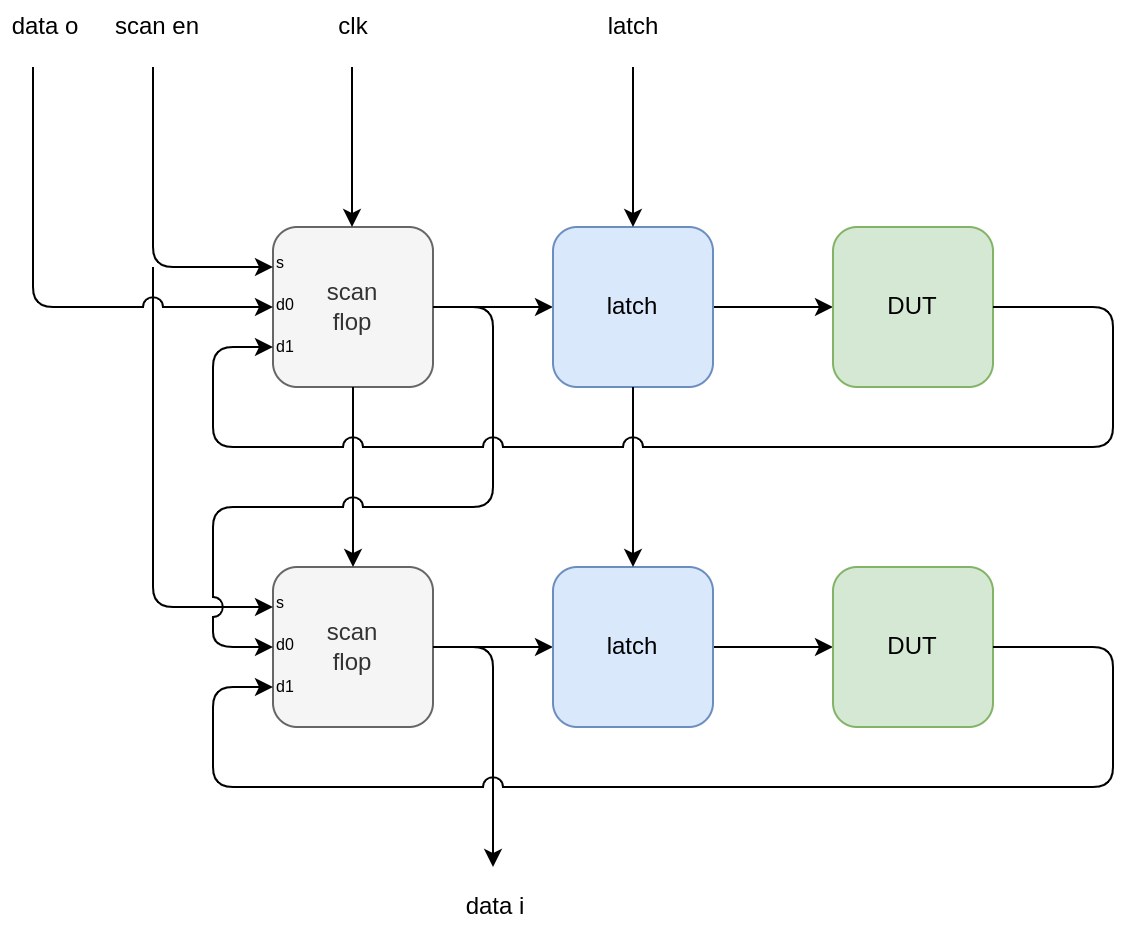 data o
scan en
clk
latch
s
d0
d1
scan
flop
latch
DUT
s
d0
d1
scan
flop
latch
DUT
data i